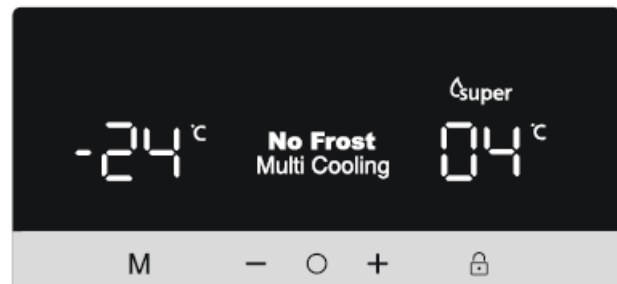 super
-24 °C
No Frost
Multi Cooling
04 °C
M - ○ +